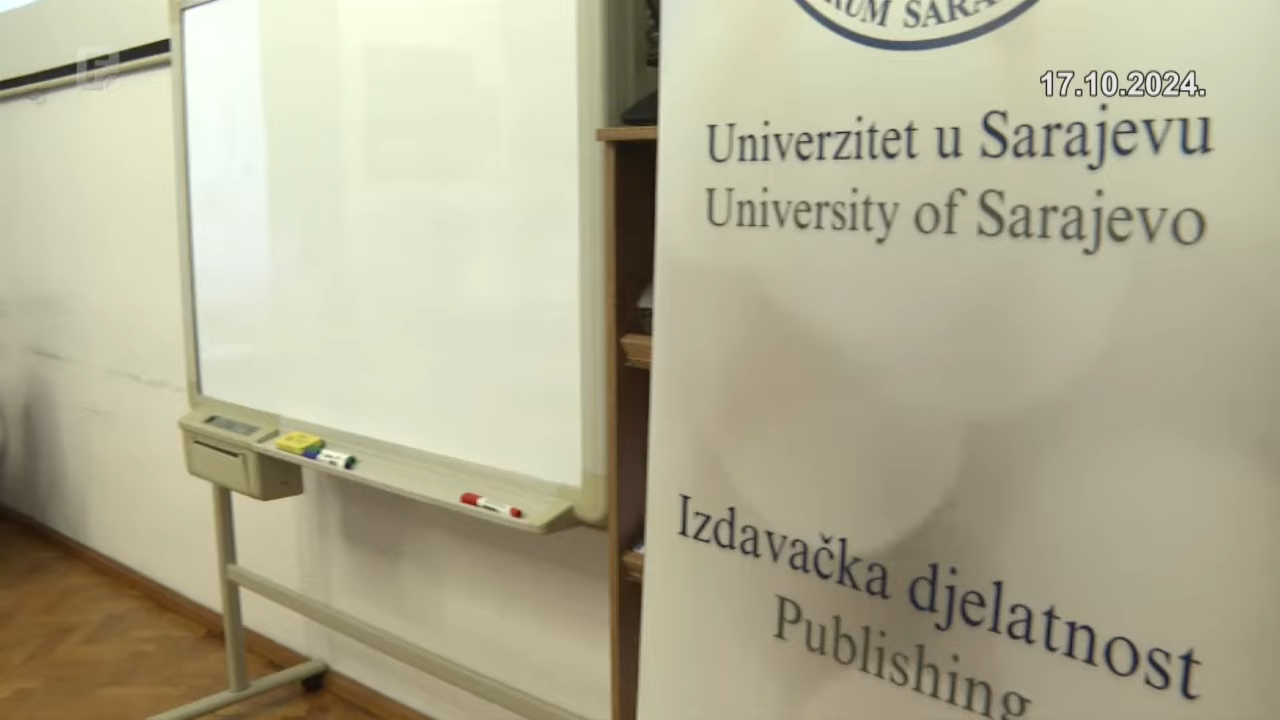 17.10.2024.
Univerzitet u Sarajevu
University of Sarajevo
Izdavačka djelatnost
Publishing